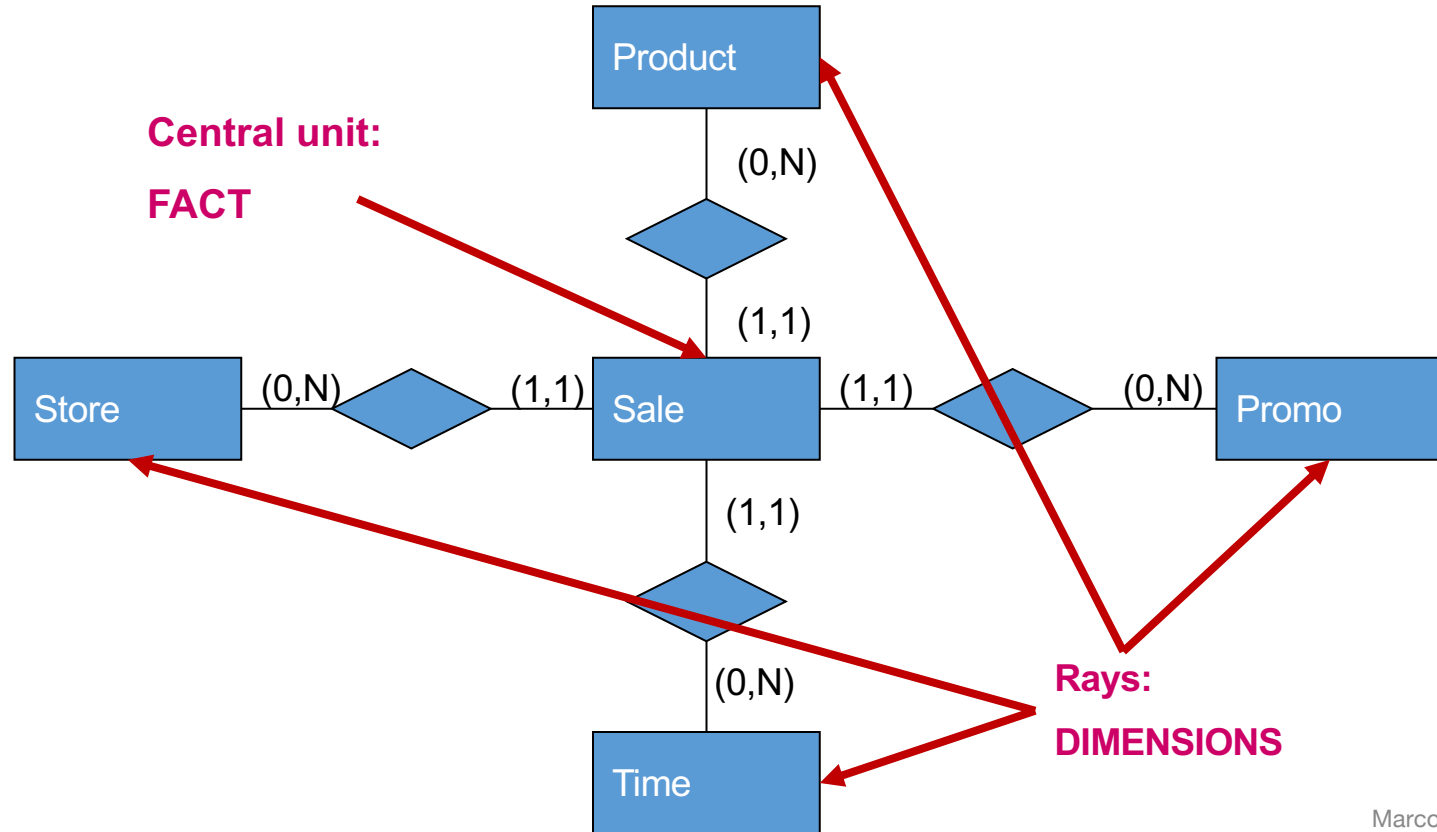 Product
Central unit:
FACT
(0,N)
(1,1)
Store
(0,N)
(1,1)
Sale
(1,1)
(0,N)
Promo
(1,1)
(0,N)
Rays:
DIMENSIONS
Time
Marco